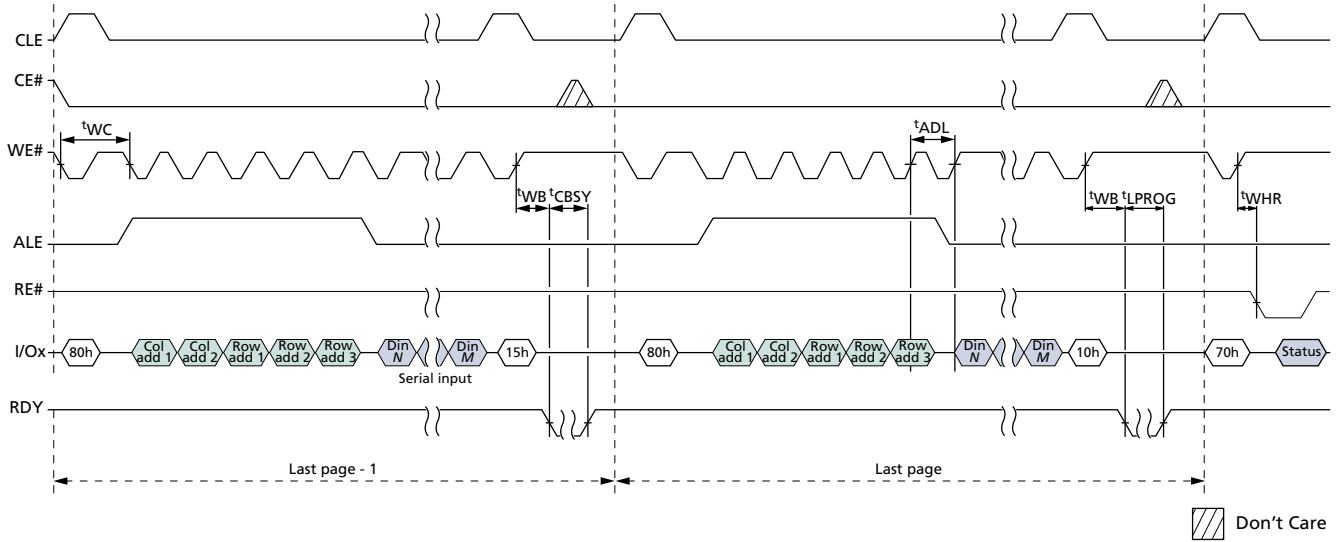 CLE
CE#
tWC
tADL
WE#
tWB tCBSY
tWB tLPROG
tWHR
ALE
RE#
I/Ox
80h
Col add 1
Col add 2
Row add 1
Row add 2
Row add 3
Din N
Din M
15h
80h
Col add 1
Col add 2
Row add 1
Row add 2
Row add 3
Din N
Din M
10h
70h
Status
Serial input
RDY
Last page - 1
Last page
Don't Care